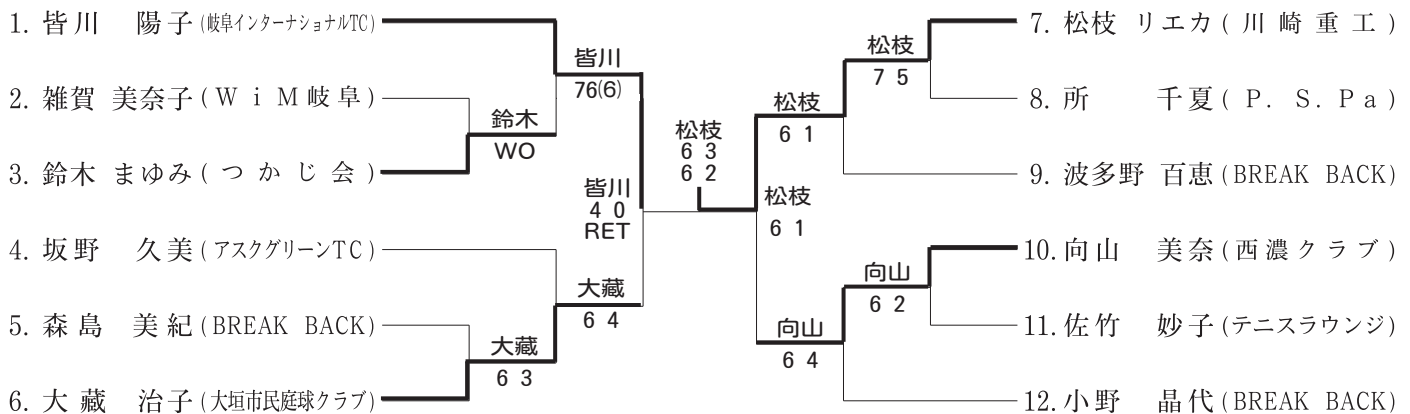 1. 皆川 陽子(岐阜インターナショナルTC)
2. 雑賀 美奈子(WiM岐阜)
3. 鈴木 まゆみ(つかじ会)
4. 坂野 久美(アスクグリーンTC)
5. 森島 美紀(BREAK BACK)
6. 大蔵 治子(大垣市民庭球クラブ)
鈴木
WO
大藏
6 3
皆川
76(6)
大藏
6 4
皆川
4 0
RET
松枝
6 3
6 2
松枝
6 1
松枝
6 1
向山
6 4
松枝
7 5
向山
6 2
7. 松枝 リエカ(川崎重工)
8. 所 千夏(P.S.Pa)
9. 波多野 百恵(BREAK BACK)
10. 向山 美奈(西濃クラブ)
11. 佐竹 妙子(テニスラウンジ)
12. 小野 晶代(BREAK BACK)